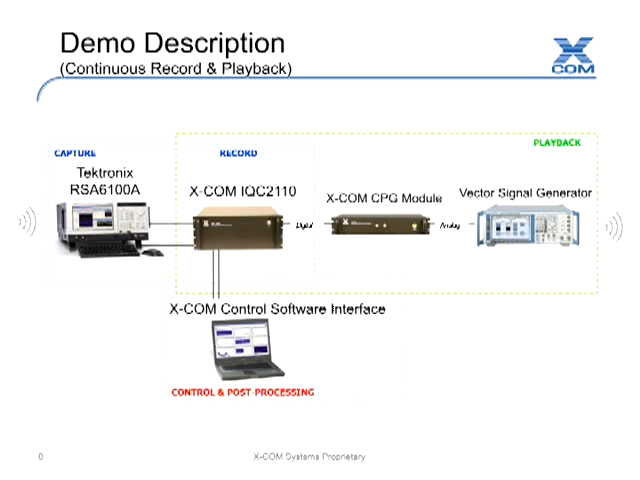 Demo Description
(Continuous Record & Playback)
X
COM
PLAYBACK
CAPTURE
RECORD
Tektronix
RSA6100A
X-COM IQC2110
X-COM CPG Module
Vector Signal Generator
Digital
Analog
X-COM Control Software Interface
CONTROL & POST-PROCESSING
0
X-COM Systems Proprietary